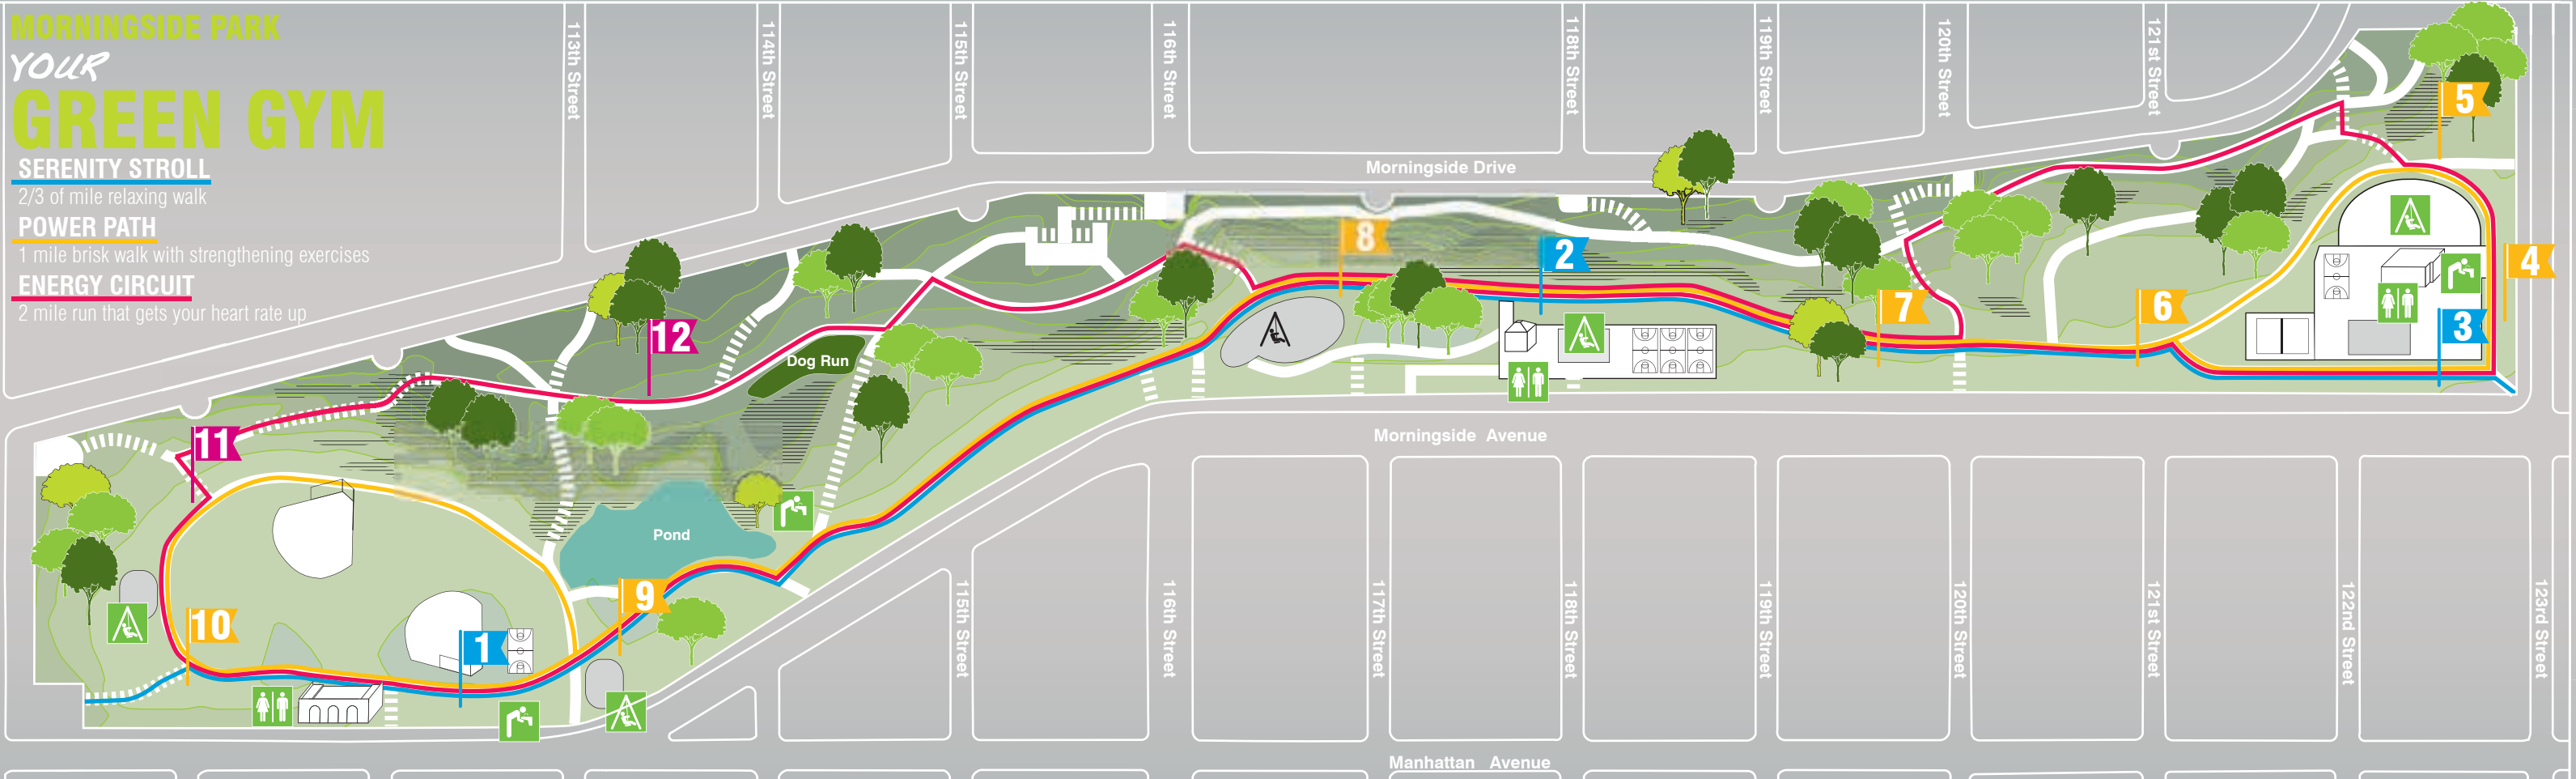 MORNINGSIDE PARK
YOUR
GREEN GYM
SERENITY STROLL
2/3 of mile relaxing walk
POWER PATH
1 mile brisk walk with strengthening exercises
ENERGY CIRCUIT
2 mile run that gets your heart rate up
113th Street
114th Street
115th Street
116th Street
118th Street
119th Street
120th Street
121st Street
Morningside Drive
5
8
2
4
7
6
3
12
Dog Run
11
Pond
9
10
1
Morningside Avenue
115th Street
116th Street
117th Street
118th Street
119th Street
120th Street
121st Street
122nd Street
123rd Street
Manhattan Avenue